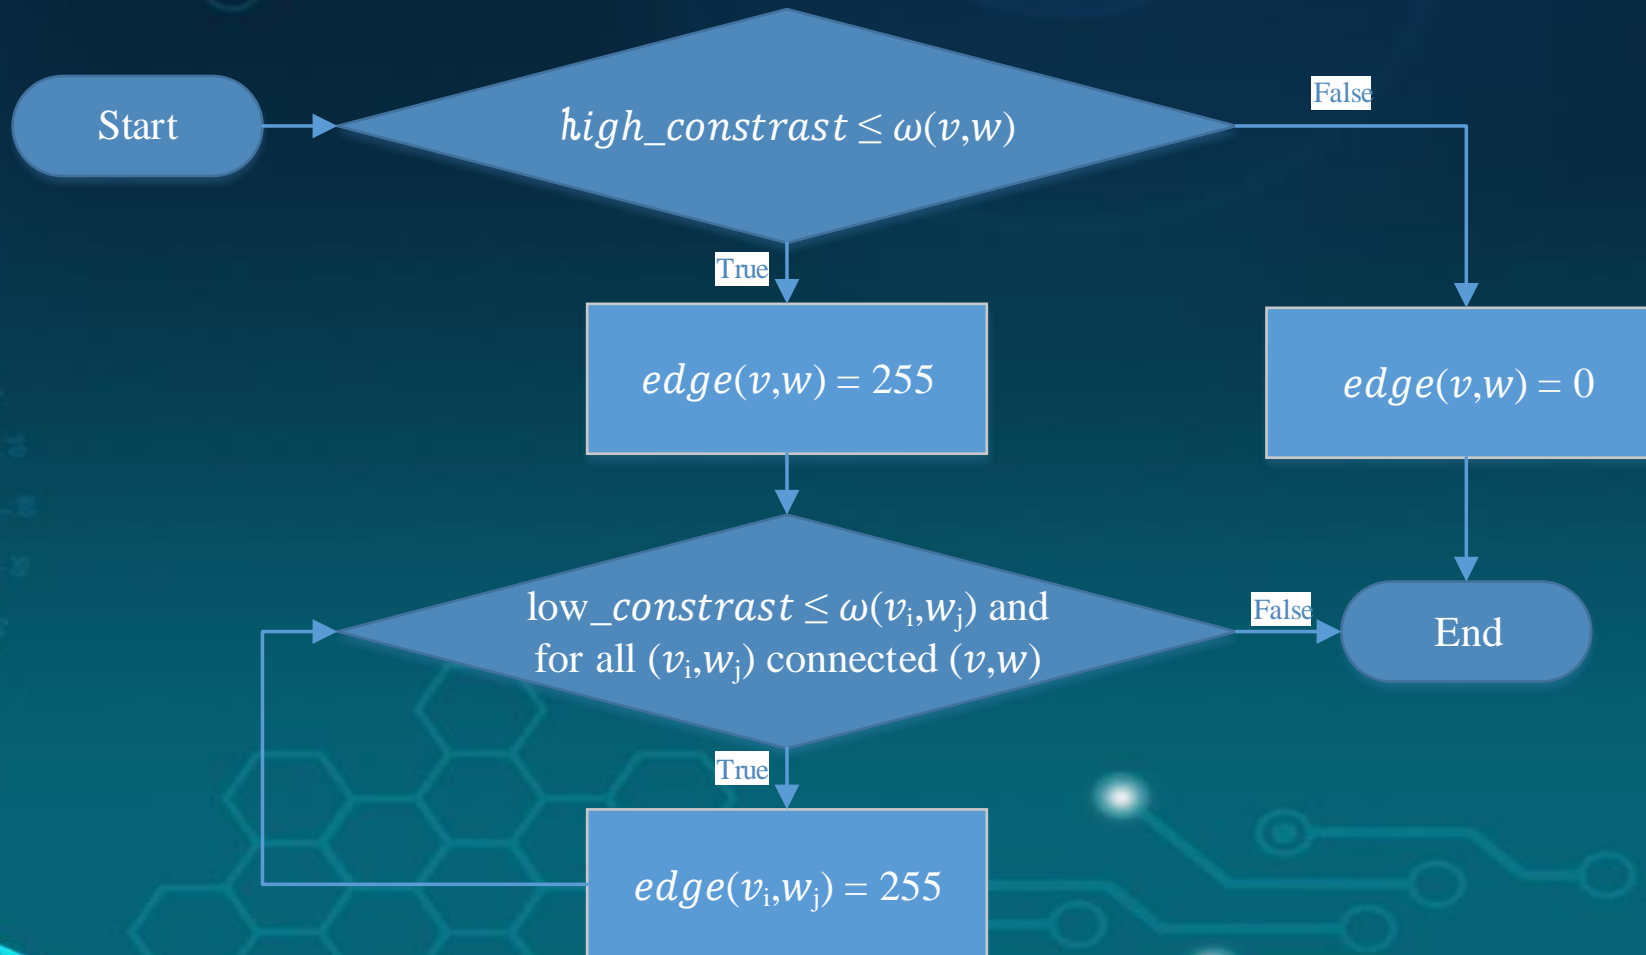 Start
ℎ𝑖𝑔ℎ_𝑐𝑜𝑛𝑠𝑡𝑟𝑎𝑠𝑡 ≤ 𝜔(𝑣,𝑤)
False
True
𝑒𝑑𝑔𝑒(𝑣,𝑤) = 255
𝑒𝑑𝑔𝑒(𝑣,𝑤) = 0
low_𝑐𝑜𝑛𝑠𝑡𝑟𝑎𝑠𝑡 ≤ 𝜔(𝑣ᵢ,𝑤ⱼ) and
for all (𝑣ᵢ,𝑤ⱼ) connected (𝑣,𝑤)
False
End
True
𝑒𝑑𝑔𝑒(𝑣ᵢ,𝑤ⱼ) = 255